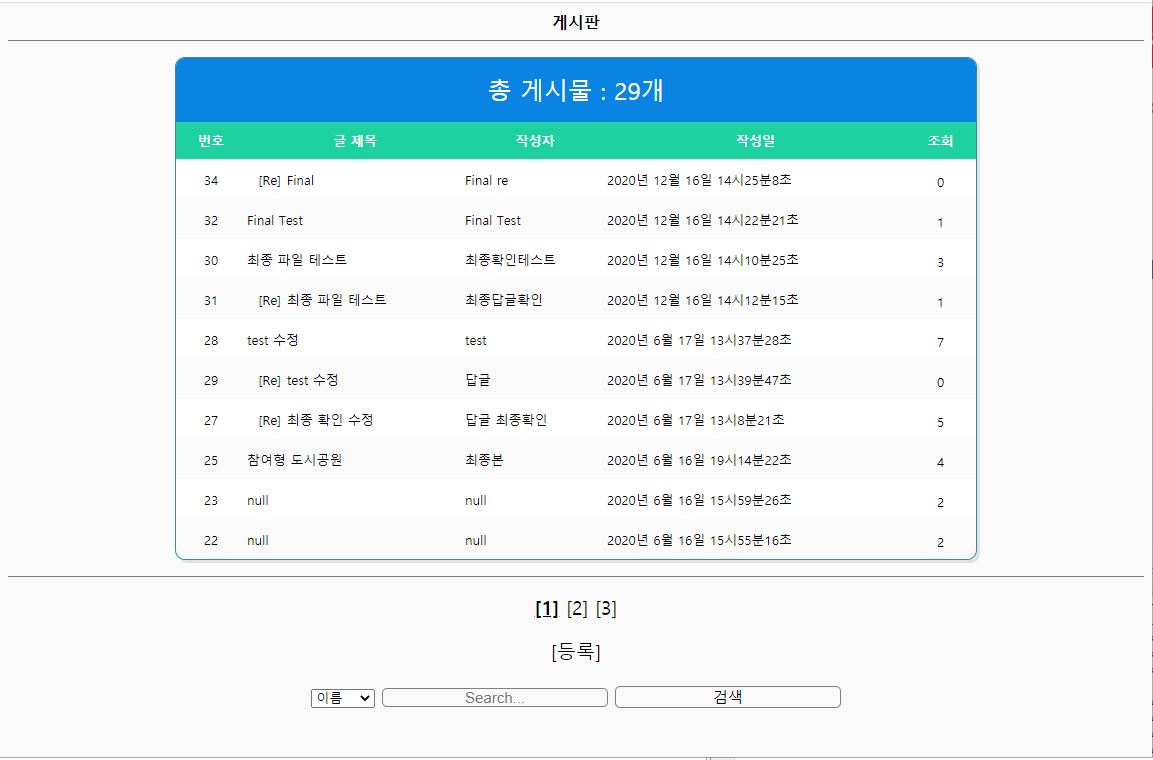 게시판
총 게시물 : 29개
번호 글 제목 작성자 작성일 조회
34 [Re] Final Final re 2020년 12월 16일 14시25분8초 0
32 Final Test Final Test 2020년 12월 16일 14시22분21초 1
30 최종 파일 테스트 최종확인테스트 2020년 12월 16일 14시10분25초 3
31 [Re] 최종 파일 테스트 최종답글확인 2020년 12월 16일 14시12분15초 1
28 test 수정 test 2020년 6월 17일 13시37분28초 7
29 [Re] test 수정 답글 2020년 6월 17일 13시39분47초 0
27 [Re] 최종 확인 수정 답글 최종확인 2020년 6월 17일 13시8분21초 5
25 참여형 도시공원 최종본 2020년 6월 16일 19시14분22초 4
23 null null 2020년 6월 16일 15시59분26초 2
22 null null 2020년 6월 16일 15시55분16초 2
[1] [2] [3]
[등록]
이름 Search... 검색